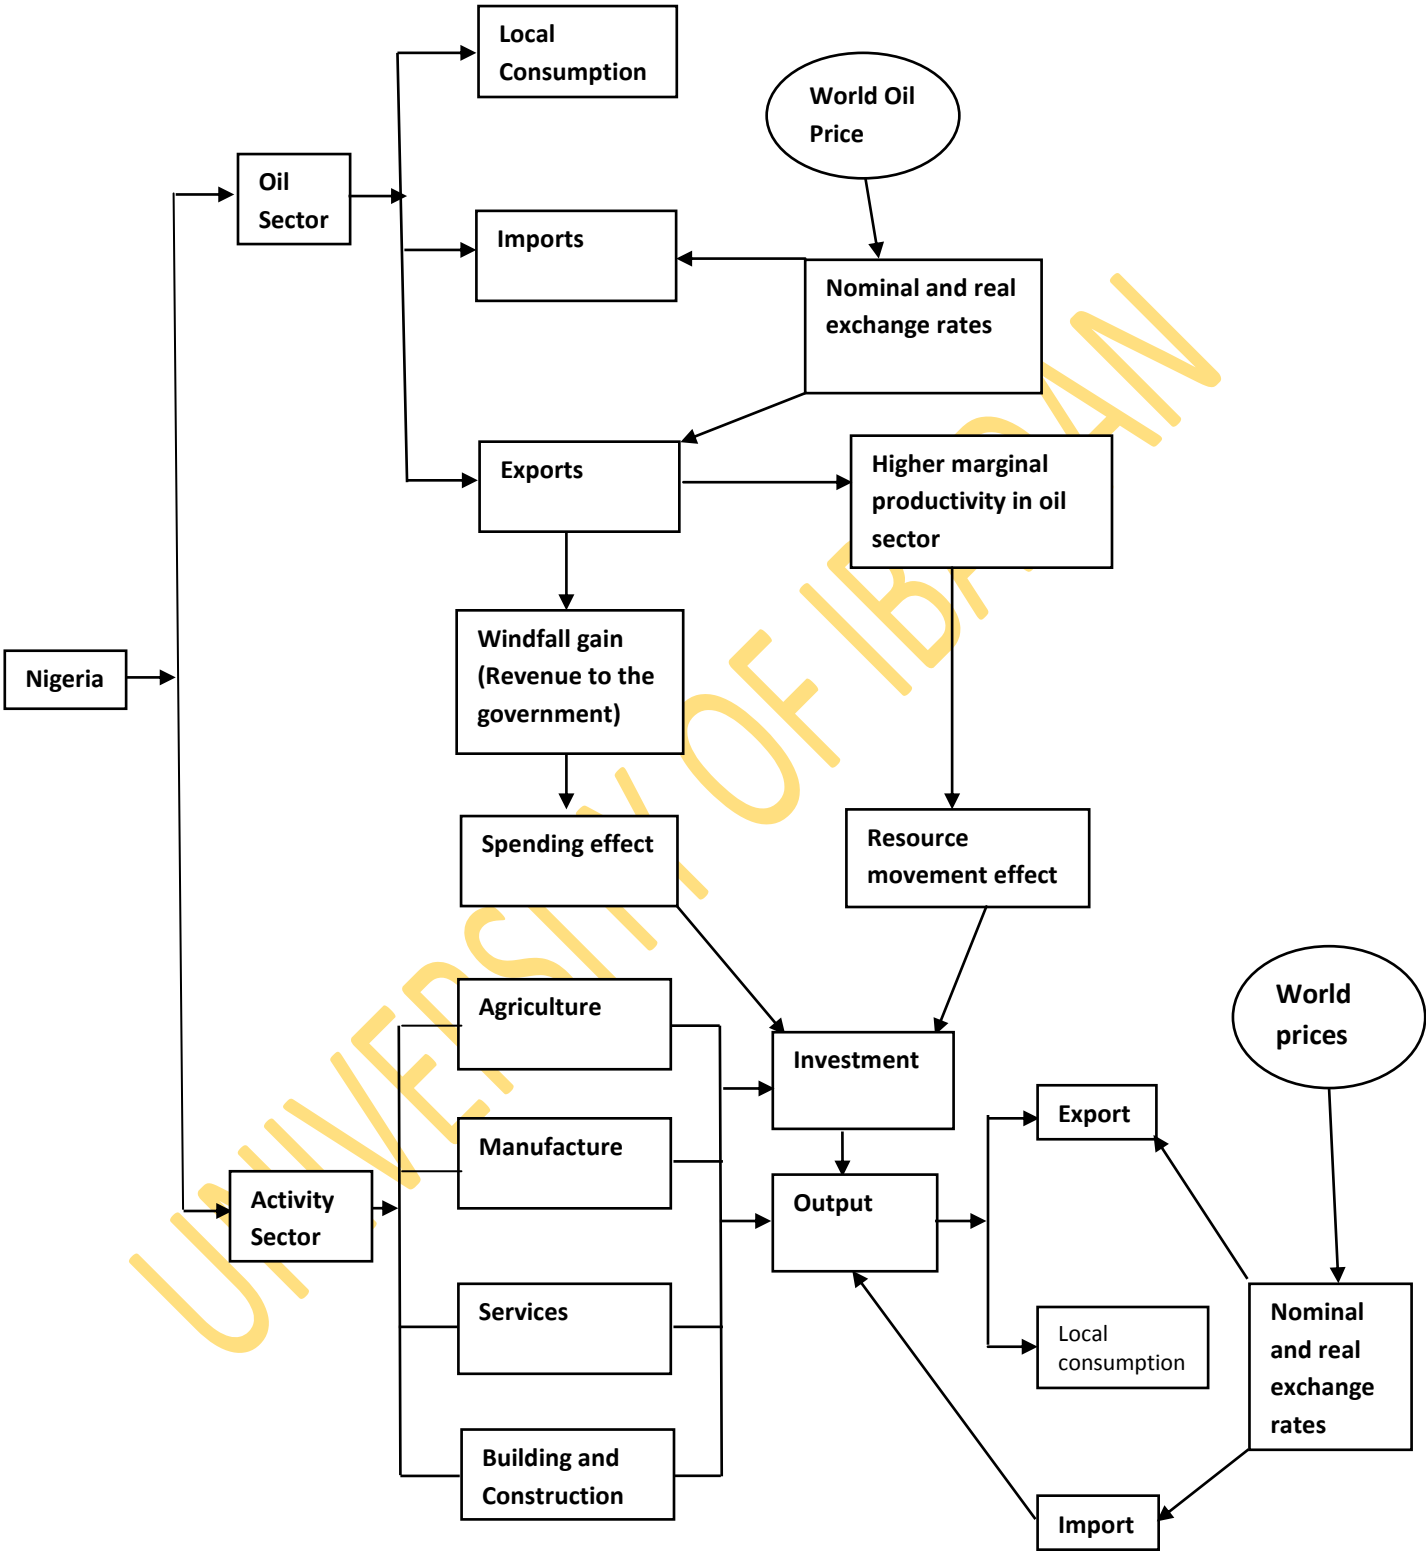 Local
Consumption
World Oil
Price
Oil
Sector
Imports
Nominal and real
exchange rates
Exports
Higher marginal
productivity in oil
sector
Windfall gain
(Revenue to the
government)
Nigeria
Spending effect
Resource
movement effect
Agriculture
World
prices
Investment
Export
Manufacture
Activity
Sector
Output
Services
Local
consumption
Nominal
and real
exchange
rates
Building and
Construction
Import
UNIVERSITY OF IBADAN